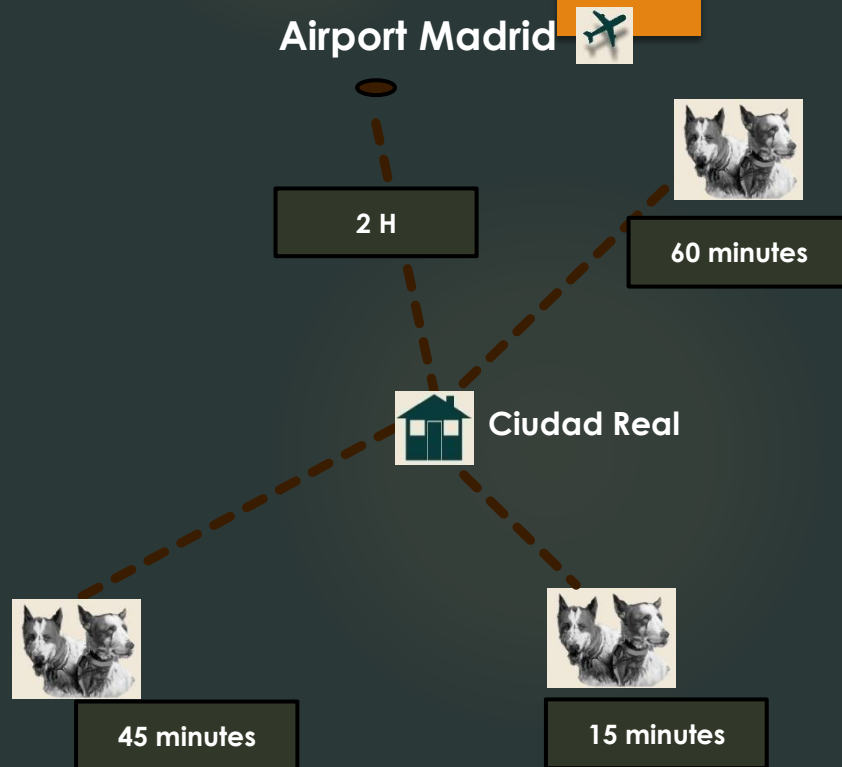 Airport Madrid
2 H
60 minutes
Ciudad Real
45 minutes
15 minutes